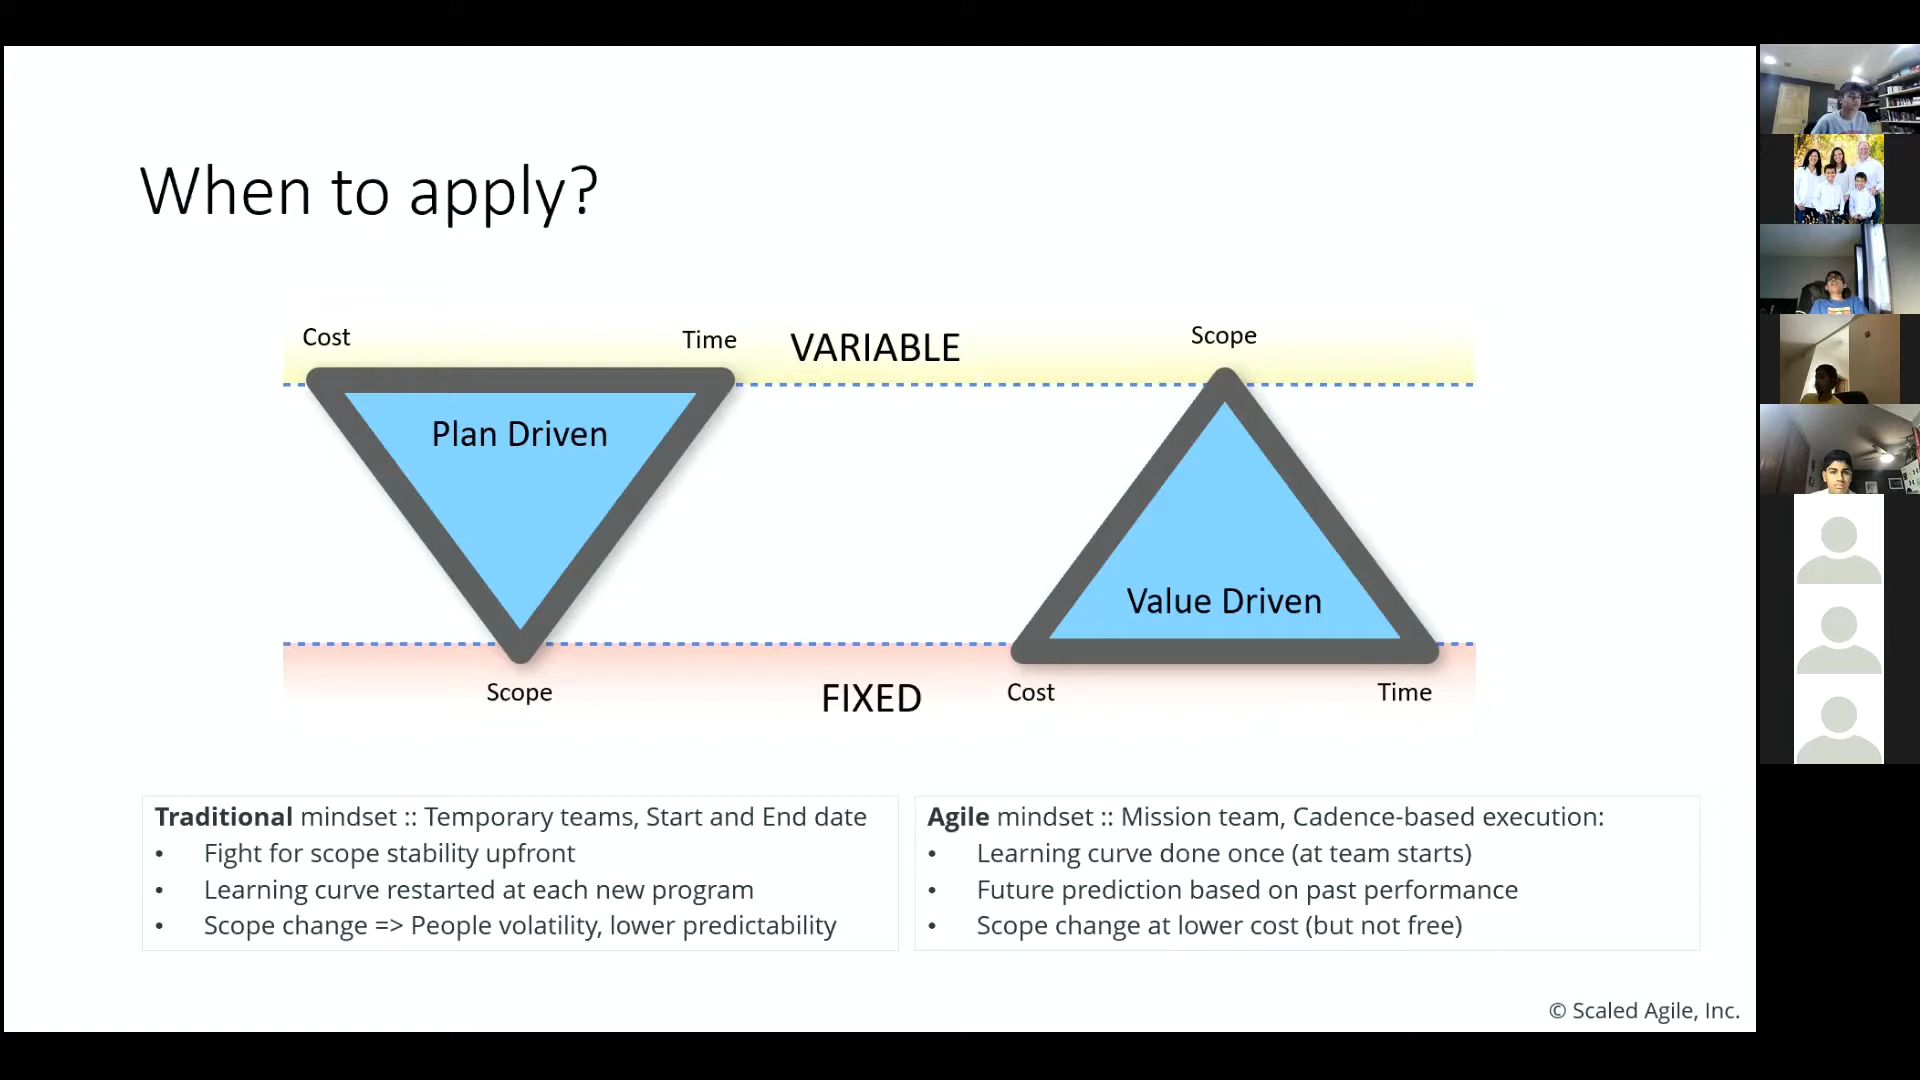 When to apply?
Cost
Time
VARIABLE
Scope
Plan Driven
Value Driven
Scope
FIXED
Cost
Time
Traditional mindset :: Temporary teams, Start and End date
• Fight for scope stability upfront
• Learning curve restarted at each new program
• Scope change => People volatility, lower predictability
Agile mindset :: Mission team, Cadence-based execution:
• Learning curve done once (at team starts)
• Future prediction based on past performance
• Scope change at lower cost (but not free)
© Scaled Agile, Inc.